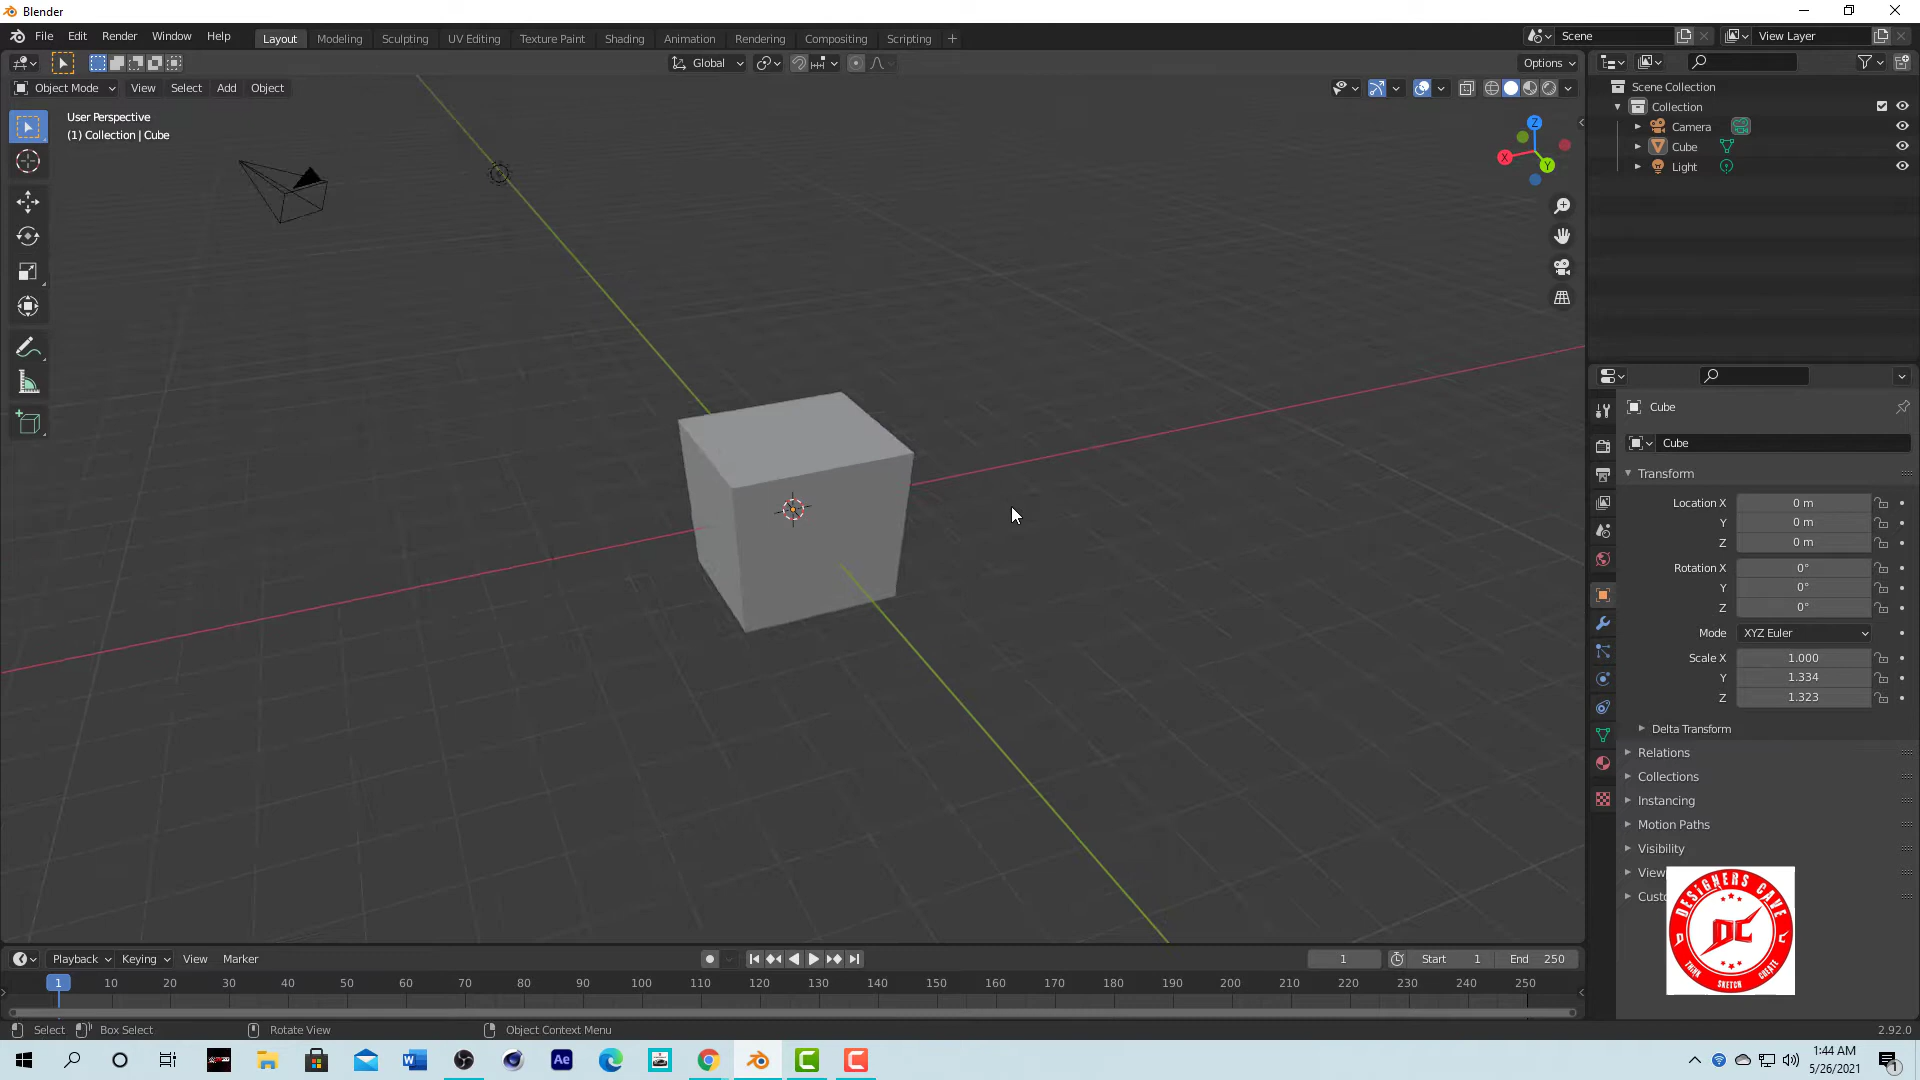 Blender
File Edit Render Window Help Layout Modeling Sculpting UV Editing Texture Paint Shading Animation Rendering Compositing Scripting + Scene View Layer
Global Options
Object Mode View Select Add Object
User Perspective
(1) Collection | Cube
Z
X
Y
Scene Collection
Collection
Camera
Cube
Light
Cube
Cube
Transform
Location X 0 m
Y 0 m
Z 0 m
Rotation X 0°
Y 0°
Z 0°
Mode XYZ Euler
Scale X 1.000
Y 1.334
Z 1.323
Delta Transform
Relations
Collections
Instancing
Motion Paths
Visibility
View
Custo
DESIGNERS CAVE
DC
THINK SKETCH CREATE
Playback Keying View Marker 1 Start 1 End 250
1 10 20 30 40 50 60 70 80 90 100 110 120 130 140 150 160 170 180 190 200 210 220 230 240 250
Select Box Select Rotate View Object Context Menu 2.92.0
W Ae
1:44 AM
5/26/2021
1